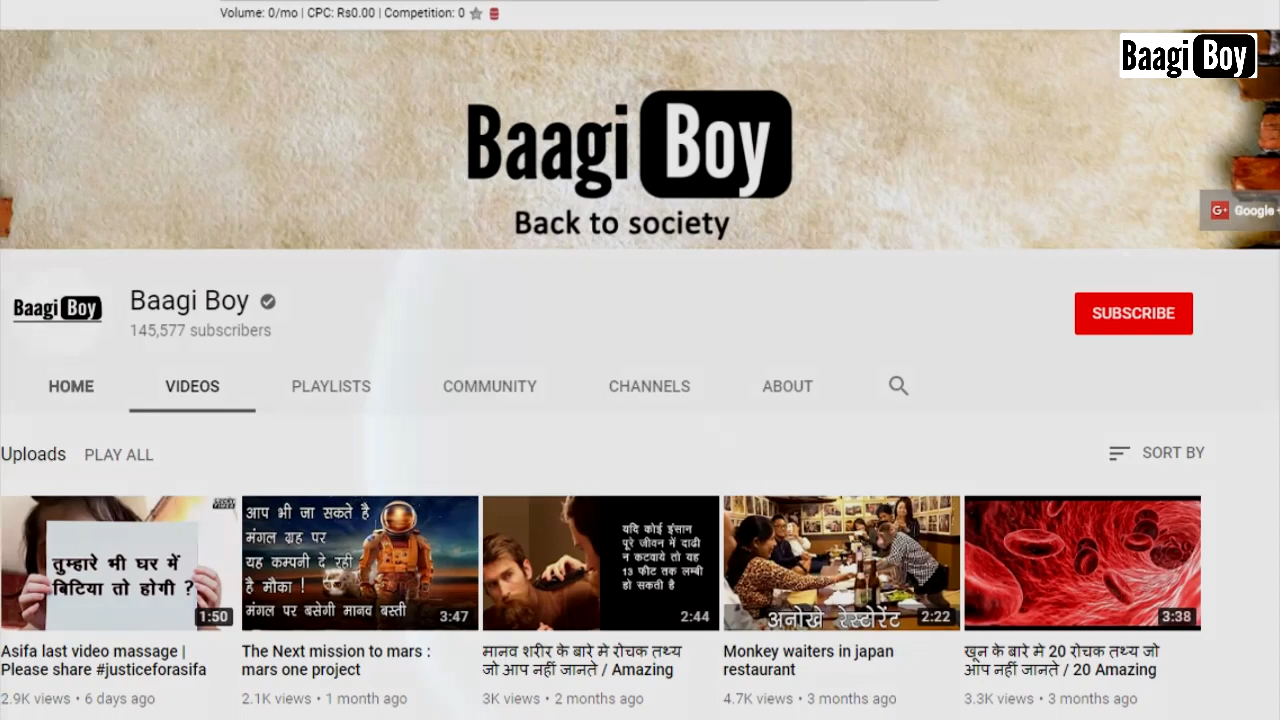 Volume: 0/mo | CPC: Rs0.00 | Competition: 0
Baagi Boy
Baagi Boy
Back to society
G+ Google +
Baagi Boy
Baagi Boy
145,577 subscribers
SUBSCRIBE
HOME VIDEOS PLAYLISTS COMMUNITY CHANNELS ABOUT
Uploads PLAY ALL
SORT BY
तुम्हारे भी घर में
बिटिया तो होगी ?
1:50
आप भी जा सकते है
मंगल ग्रह पर
यह कम्पनी दे रही
है मौका !
मंगल पर बसेगी मानव बस्ती
3:47
यदि कोई इंसान
पूरे जीवन में दाढी
न कटवाये तो यह
13 फीट तक लम्बी
हो सकती है
2:44
अनोखे रेस्टोरेंट
2:22
3:38
Asifa last video massage |
Please share #justiceforasifa
2.9K views • 6 days ago
The Next mission to mars :
mars one project
2.1K views • 1 month ago
मानव शरीर के बारे मे रोचक तथ्य
जो आप नहीं जानते / Amazing
3K views • 2 months ago
Monkey waiters in japan
restaurant
4.7K views • 3 months ago
खून के बारे मे 20 रोचक तथ्य जो
आप नहीं जानते / 20 Amazing
3.3K views • 3 months ago